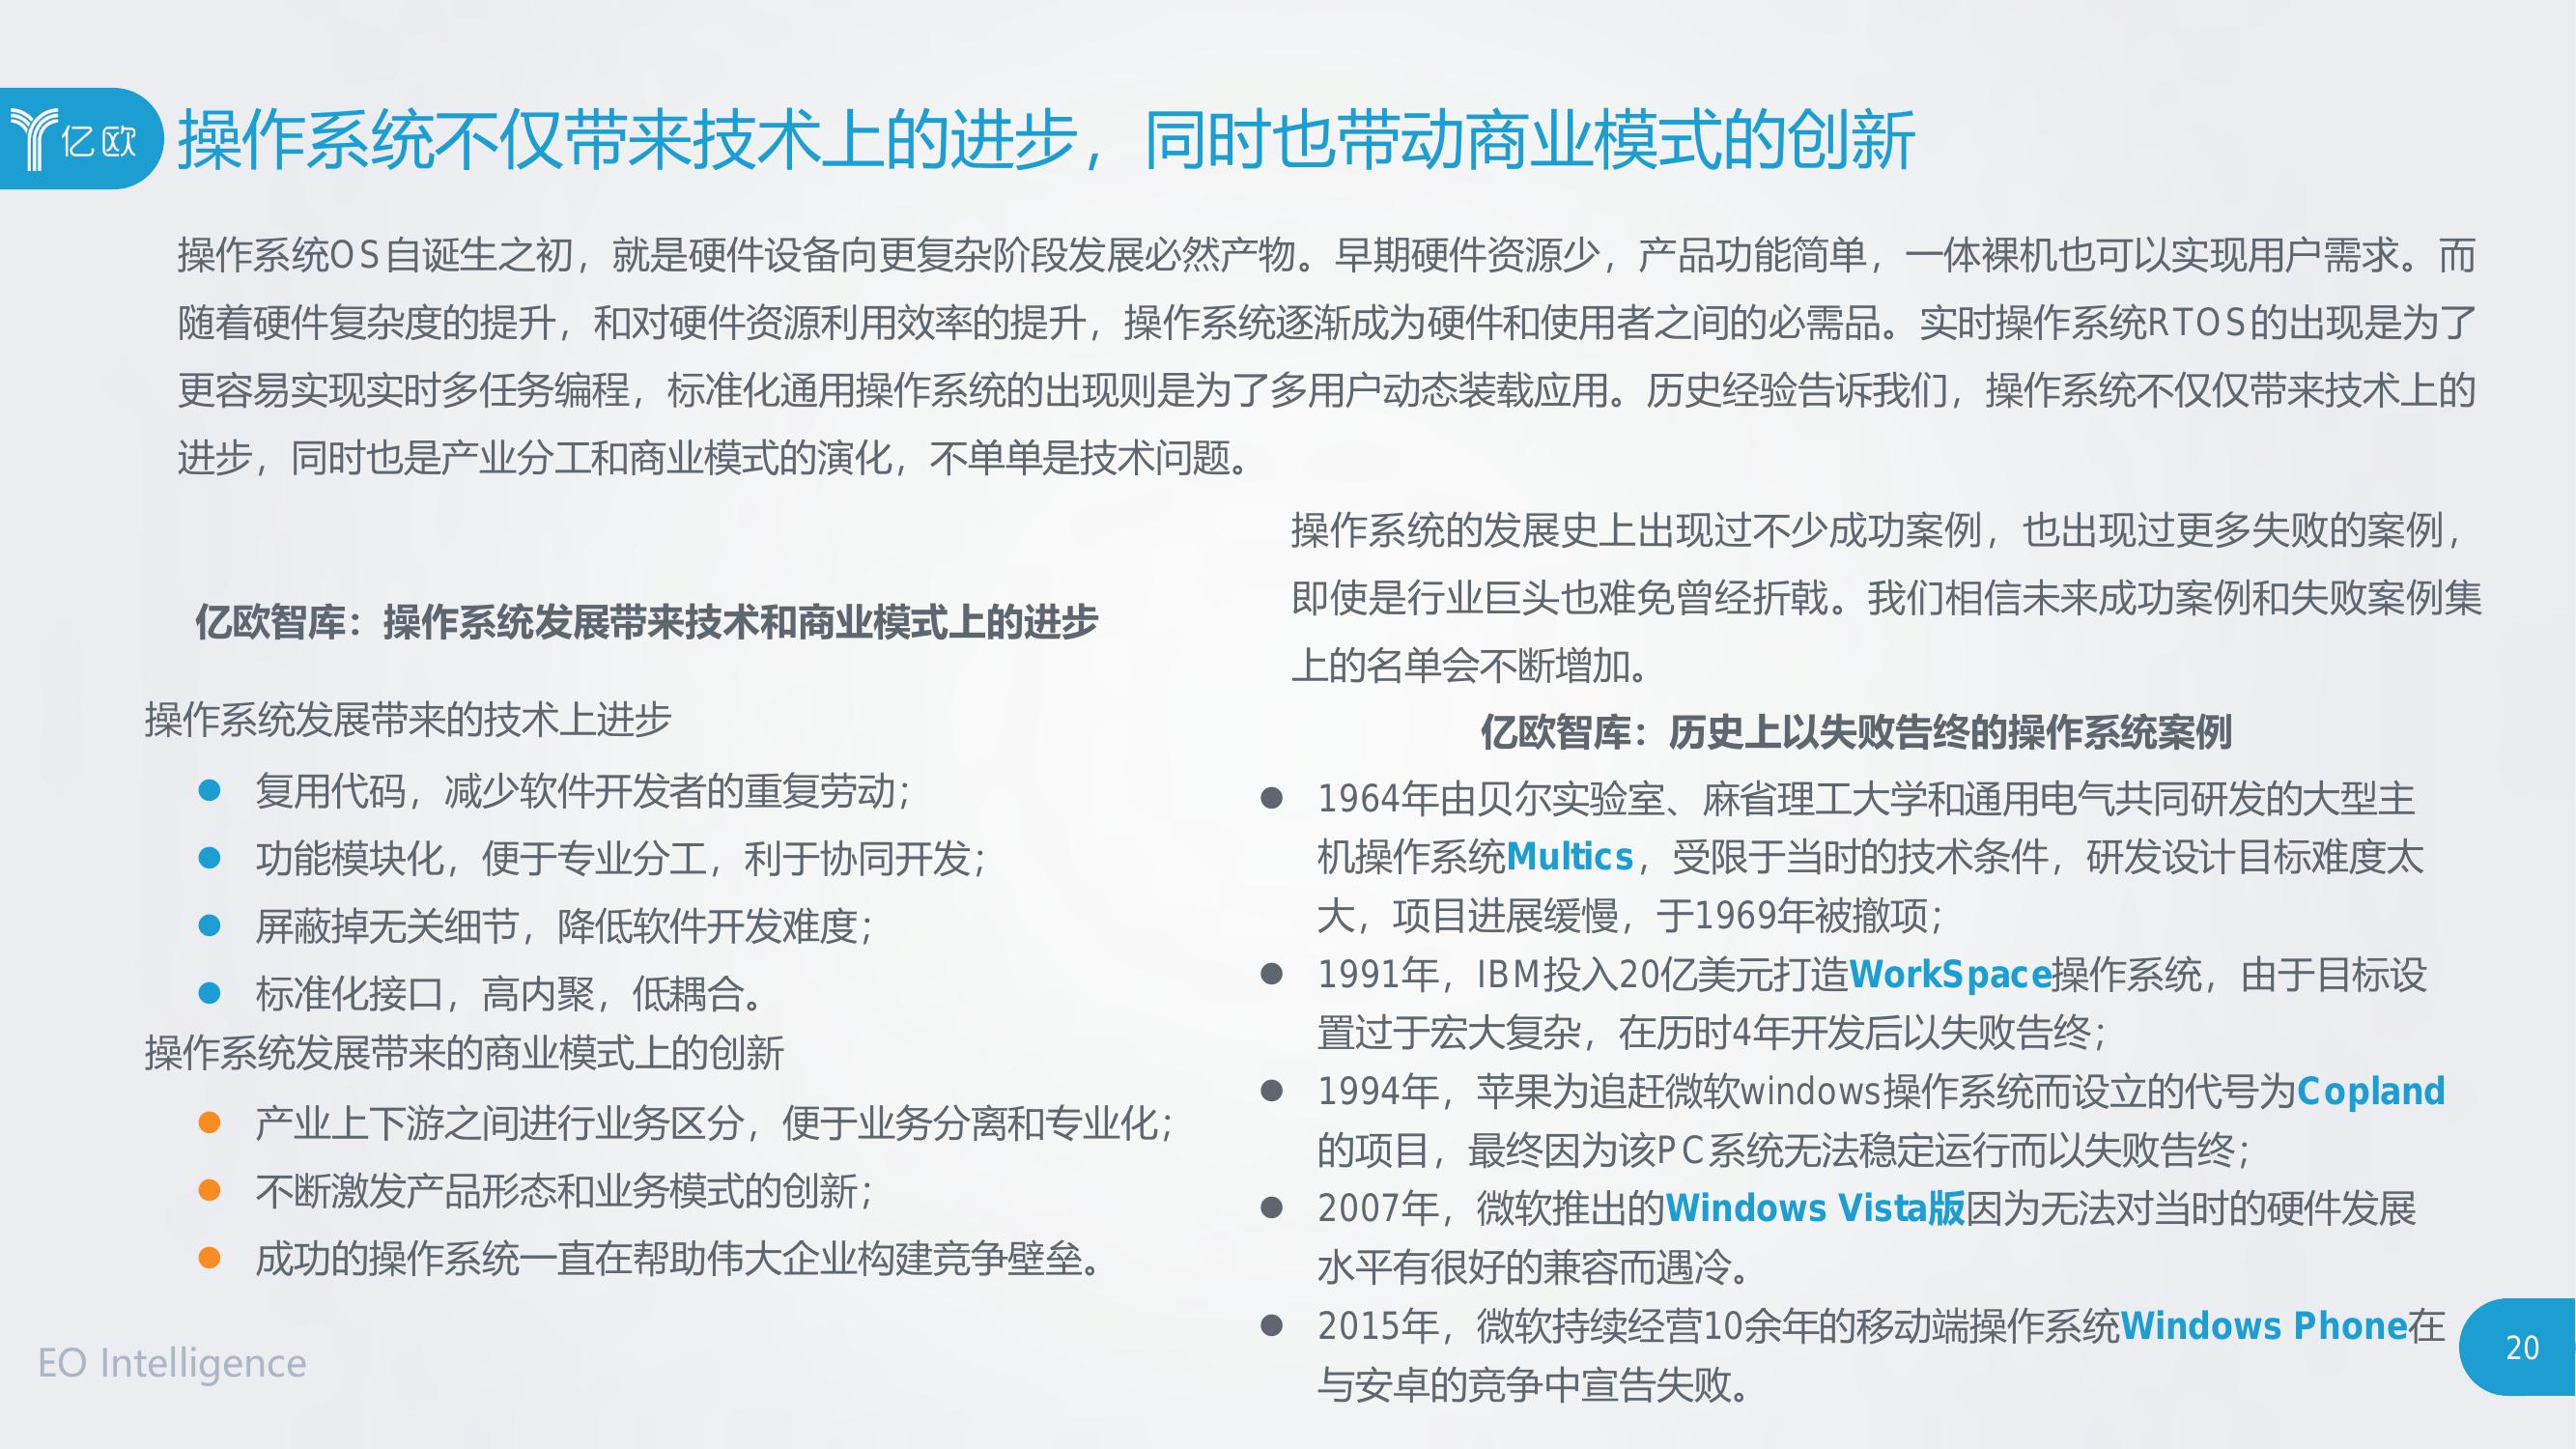 亿欧
操作系统不仅带来技术上的进步，同时也带动商业模式的创新
操作系统OS自诞生之初，就是硬件设备向更复杂阶段发展必然产物。早期硬件资源少，产品功能简单，一体裸机也可以实现用户需求。而
随着硬件复杂度的提升，和对硬件资源利用效率的提升，操作系统逐渐成为硬件和使用者之间的必需品。实时操作系统RTOS的出现是为了
更容易实现实时多任务编程，标准化通用操作系统的出现则是为了多用户动态装载应用。历史经验告诉我们，操作系统不仅仅带来技术上的
进步，同时也是产业分工和商业模式的演化，不单单是技术问题。
亿欧智库：操作系统发展带来技术和商业模式上的进步
操作系统发展带来的技术上进步
● 复用代码，减少软件开发者的重复劳动；
● 功能模块化，便于专业分工，利于协同开发；
● 屏蔽掉无关细节，降低软件开发难度；
● 标准化接口，高内聚，低耦合。
操作系统发展带来的商业模式上的创新
● 产业上下游之间进行业务区分，便于业务分离和专业化；
● 不断激发产品形态和业务模式的创新；
● 成功的操作系统一直在帮助伟大企业构建竞争壁垒。
操作系统的发展史上出现过不少成功案例，也出现过更多失败的案例，
即使是行业巨头也难免曾经折戟。我们相信未来成功案例和失败案例集
上的名单会不断增加。
亿欧智库：历史上以失败告终的操作系统案例
● 1964年由贝尔实验室、麻省理工大学和通用电气共同研发的大型主
机操作系统Multics，受限于当时的技术条件，研发设计目标难度太
大，项目进展缓慢，于1969年被撤项；
● 1991年，IBM投入20亿美元打造WorkSpace操作系统，由于目标设
置过于宏大复杂，在历时4年开发后以失败告终；
● 1994年，苹果为追赶微软windows操作系统而设立的代号为Copland
的项目，最终因为该PC系统无法稳定运行而以失败告终；
● 2007年，微软推出的Windows Vista版因为无法对当时的硬件发展
水平有很好的兼容而遇冷。
● 2015年，微软持续经营10余年的移动端操作系统Windows Phone在
与安卓的竞争中宣告失败。
EO Intelligence
20